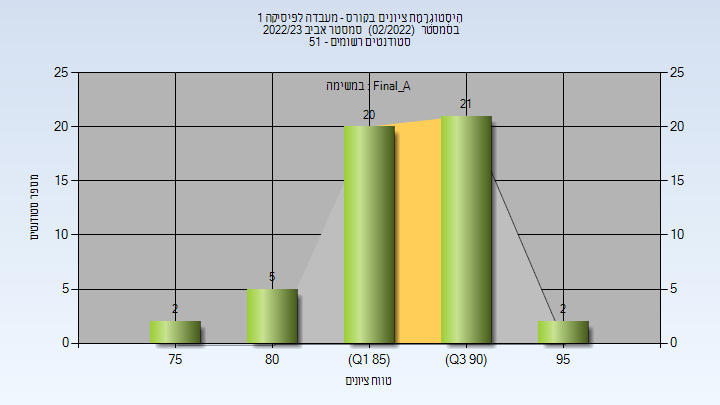 היסטוגרמת ציונים בקורס - מעבדה לפיסיקה 1
בסמסטר (02/2022) סמסטר אביב 2022/23
סטודנטים רשומים - 51
במשימה : Final_A
25 25
20 20
15 15
10 10
5 5
0 0
2 5 20 21 2
מספר סטודנטים
75 80 (Q1 85) (Q3 90) 95
טווח ציונים